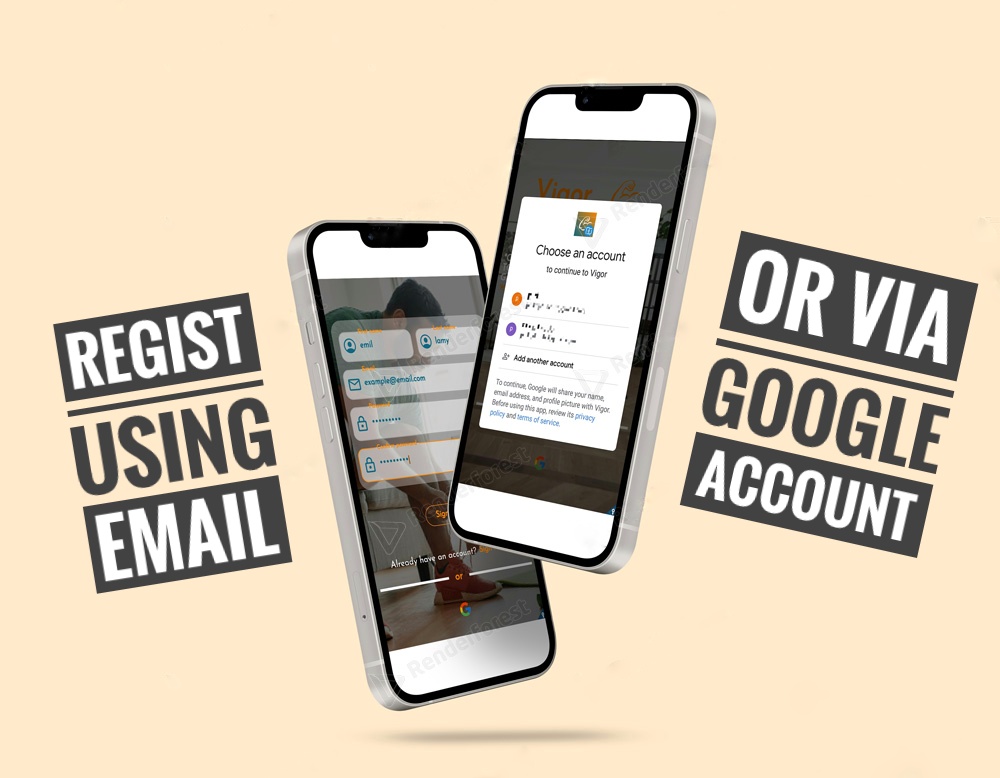 REGIST
USING
EMAIL
emil
lamy
example@email.com
Sign
Already have an account?
or
Vigor
Choose an account
to continue to Vigor
P
P
Add another account
To continue, Google will share your name,
email address, and profile picture with Vigor.
Before using this app, review its privacy
policy and terms of service.
OR VIA
GOOGLE
ACCOUNT
Renderforest
Renderforest